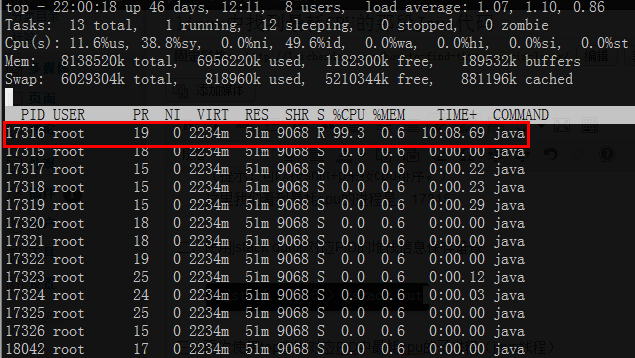 top - 22:00:18 up 46 days, 12:11,  8 users,  load average: 1.07, 1.10, 0.86
Tasks:  13 total,   1 running,  12 sleeping,   0 stopped,   0 zombie
Cpu(s): 11.6%us, 38.8%sy,  0.0%ni, 49.6%id,  0.0%wa,  0.0%hi,  0.0%si,  0.0%st
Mem:   8138520k total,  6956220k used,  1182300k free,   189532k buffers
Swap:  6029304k total,   818960k used,  5210344k free,   881196k cached
添加媒体
页面
PID USER      PR  NI  VIRT  RES  SHR S %CPU %MEM    TIME+  COMMAND
17316 root      19   0 2234m  51m 9068 R 99.3  0.6  10:08.69 java
17315 root      18   0 2234m  51m 9068 S  0.0  0.6   0:00.00 java
17317 root      15   0 2234m  51m 9068 S  0.0  0.6   0:00.22 java
17318 root      15   0 2234m  51m 9068 S  0.0  0.6   0:00.23 java
17319 root      15   0 2234m  51m 9068 S  0.0  0.6   0:00.29 java
17320 root      18   0 2234m  51m 9068 S  0.0  0.6   0:00.00 java
17321 root      18   0 2234m  51m 9068 S  0.0  0.6   0:00.00 java
17322 root      19   0 2234m  51m 9068 S  0.0  0.6   0:00.00 java
17323 root      25   0 2234m  51m 9068 S  0.0  0.6   0:00.12 java
17324 root      24   0 2234m  51m 9068 S  0.0  0.6   0:00.03 java
17325 root      25   0 2234m  51m 9068 S  0.0  0.6   0:00.00 java
17326 root      15   0 2234m  51m 9068 S  0.0  0.6   0:00.00 java
18042 root      17   0 2234m  51m 9068 S  0.0  0.6   0:00.00 java